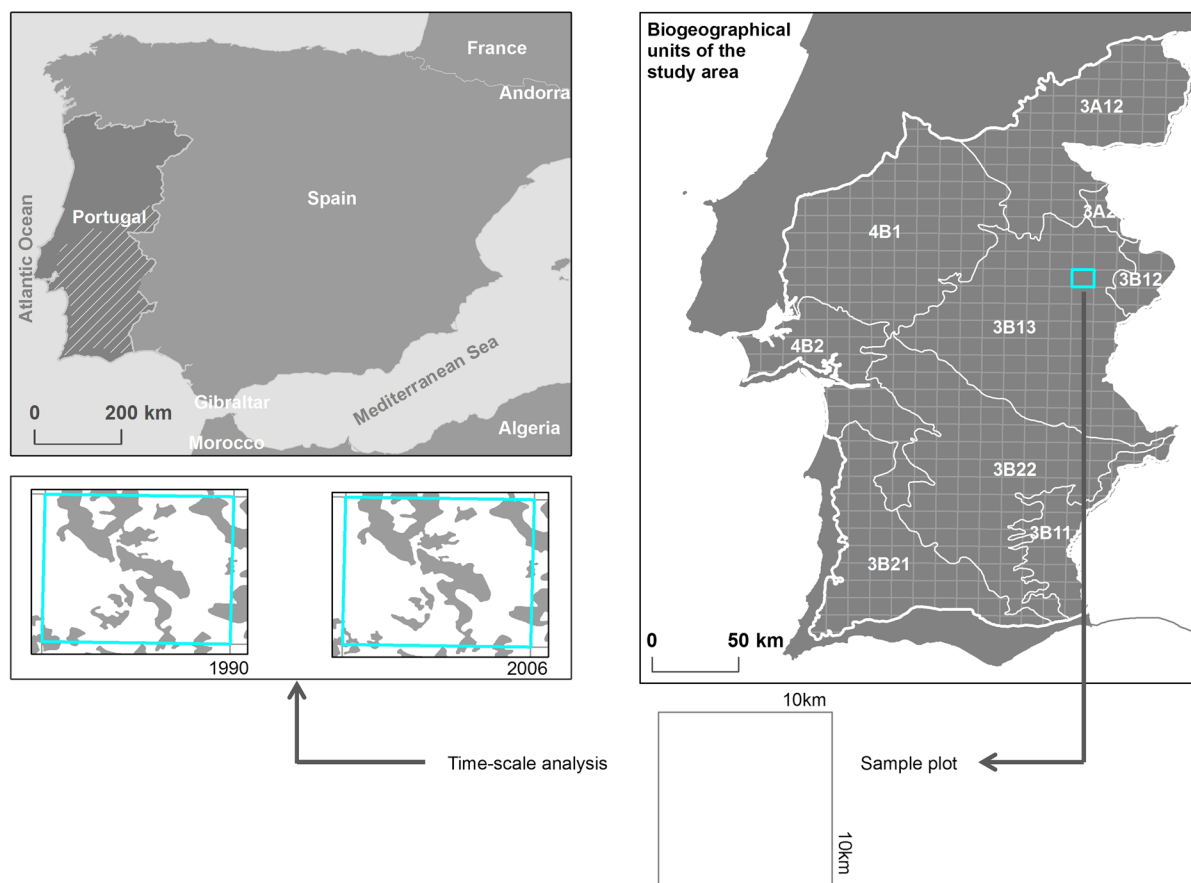 France
Andorra
Spain
Portugal
Atlantic Ocean
Mediterranean Sea
Gibraltar
Morocco
Algeria
0 200 km
Biogeographical
units of the
study area
3A12
3A2
4B1
3B12
3B13
4B2
3B22
3B11
3B21
0 50 km
1990
2006
10km
Time-scale analysis
Sample plot
10km